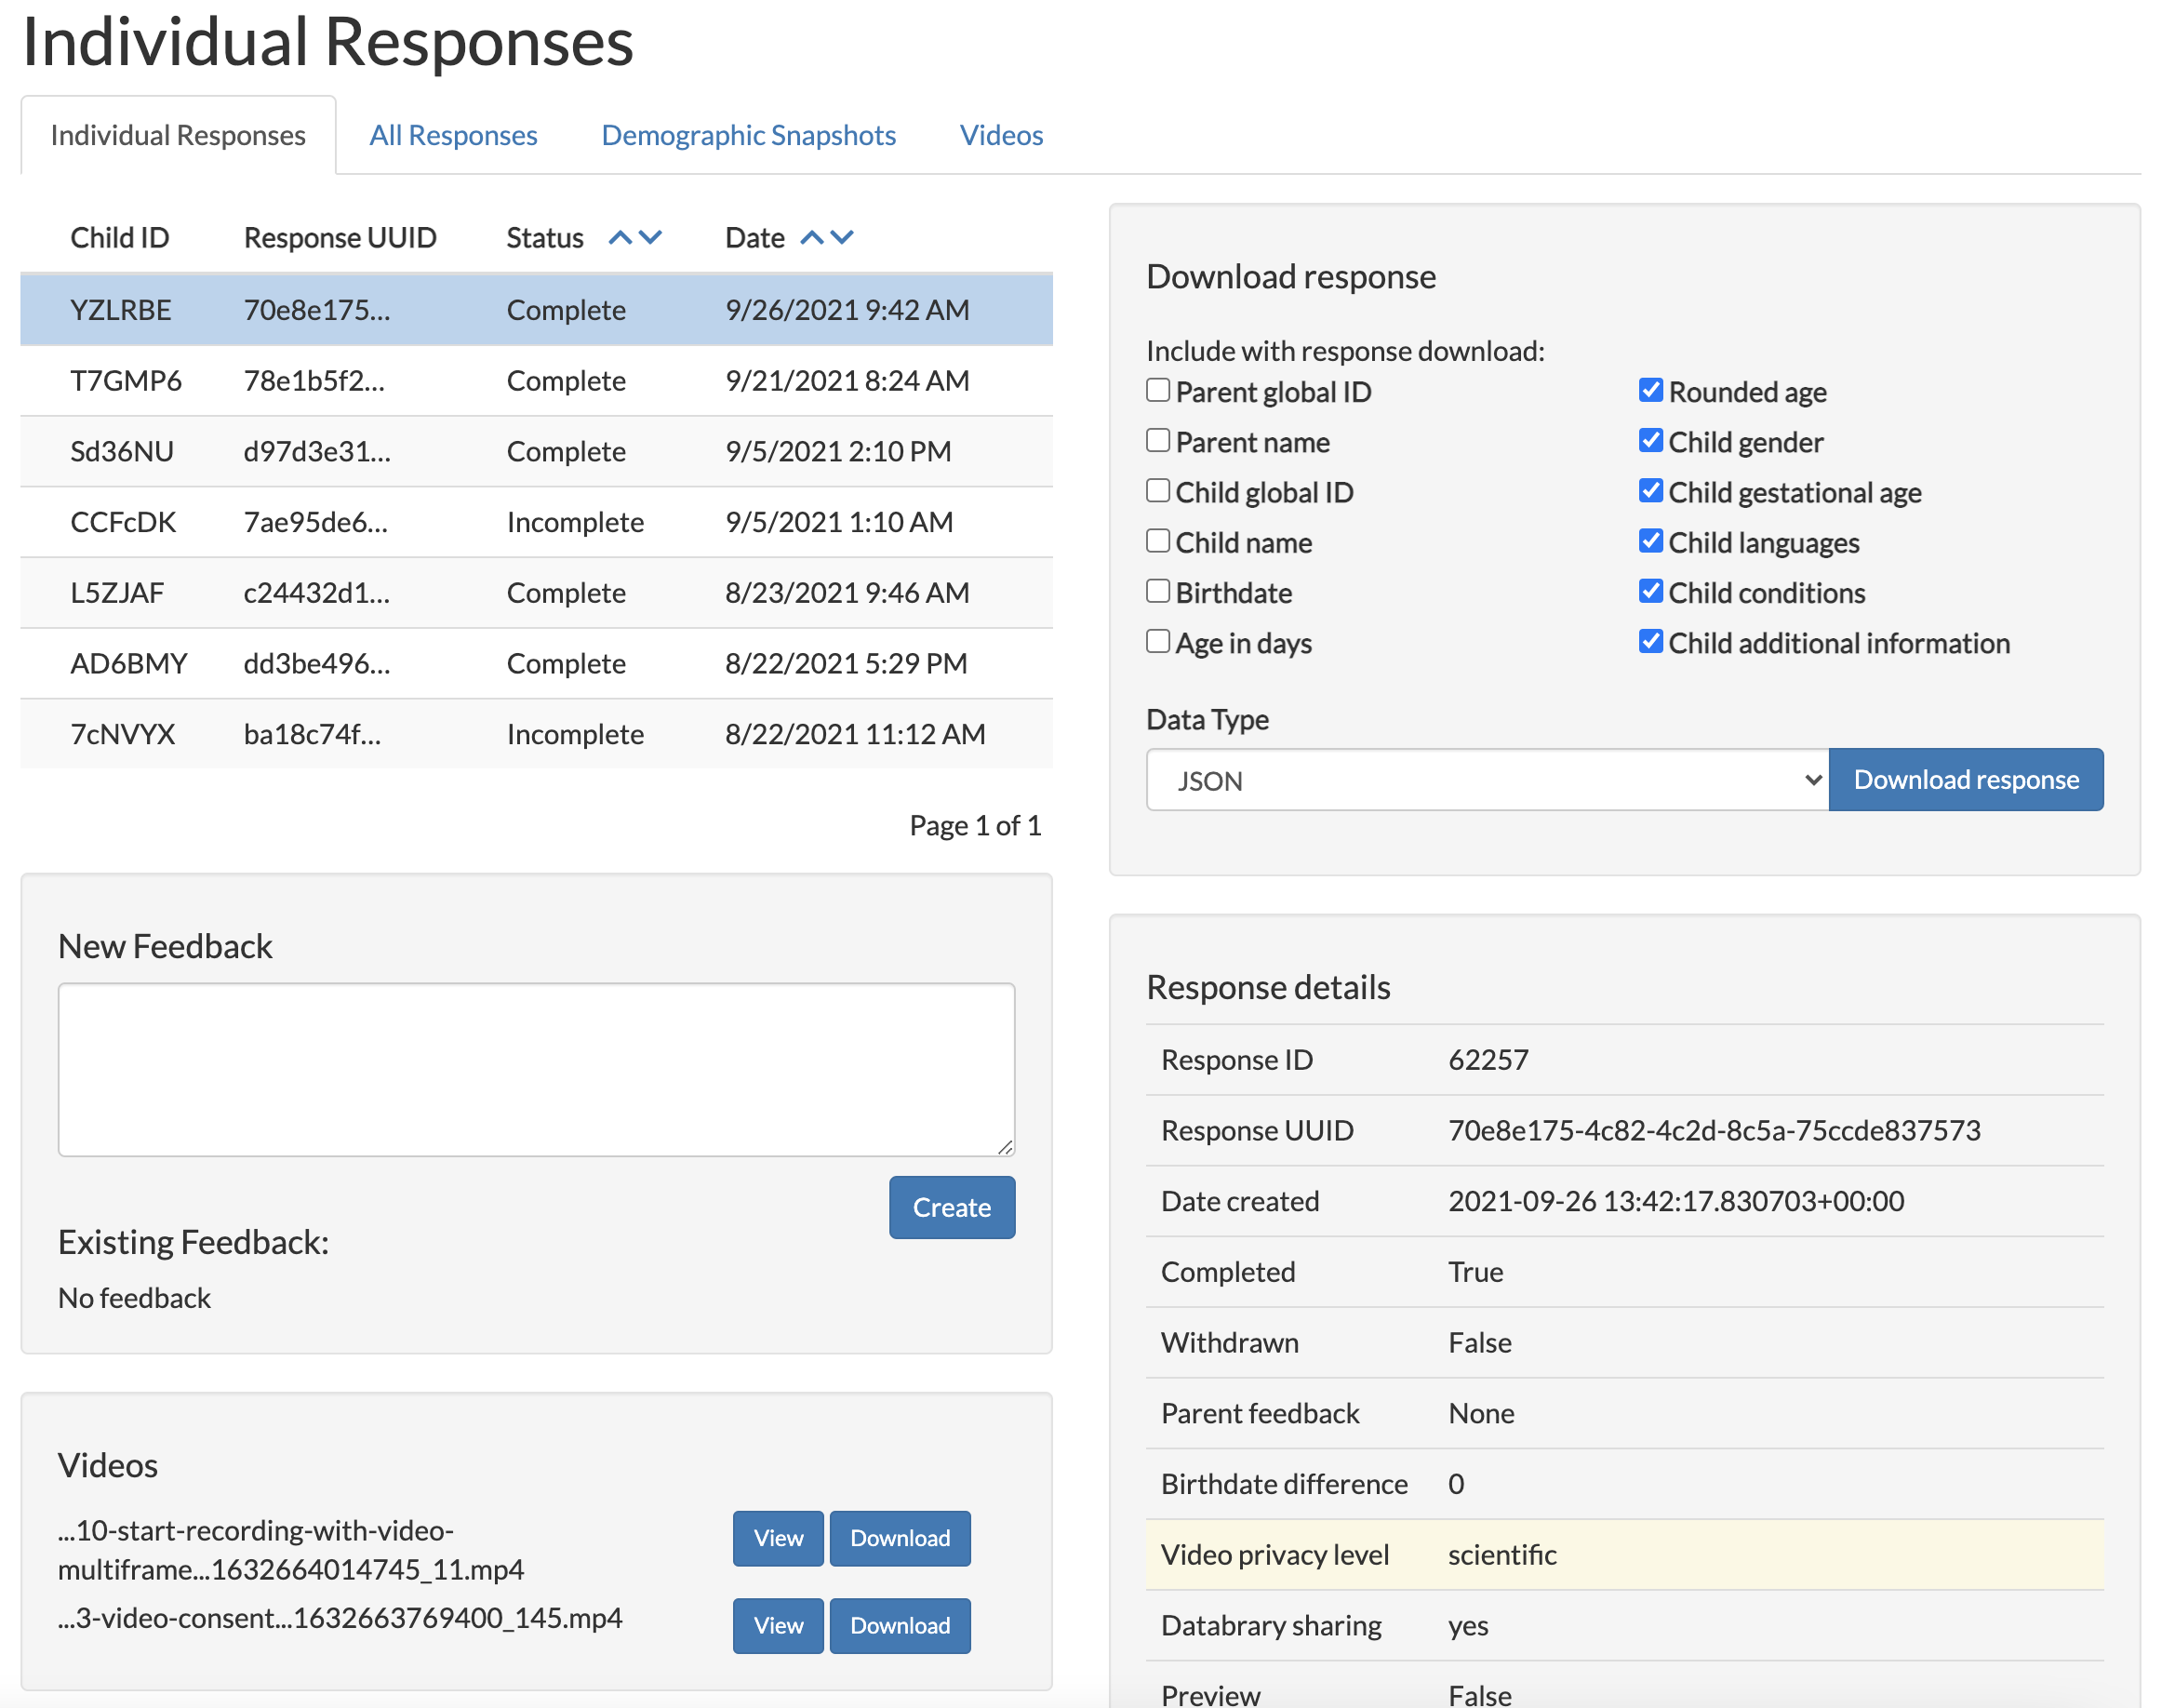 Individual Responses
Individual Responses All Responses Demographic Snapshots Videos
Child ID Response UUID Status Date
YZLRBE 70e8e175... Complete 9/26/2021 9:42 AM
T7GMP6 78e1b5f2... Complete 9/21/2021 8:24 AM
Sd36NU d97d3e31... Complete 9/5/2021 2:10 PM
CCFcDK 7ae95de6... Incomplete 9/5/2021 1:10 AM
L5ZJAF c24432d1... Complete 8/23/2021 9:46 AM
AD6BMY dd3be496... Complete 8/22/2021 5:29 PM
7cNVYX ba18c74f... Incomplete 8/22/2021 11:12 AM
Page 1 of 1
New Feedback
Create
Existing Feedback:
No feedback
Videos
...10-start-recording-with-video-
multiframe...1632664014745_11.mp4
View Download
...3-video-consent...1632663769400_145.mp4
View Download
Download response
Include with response download:
Parent global ID
Parent name
Child global ID
Child name
Birthdate
Age in days
Rounded age
Child gender
Child gestational age
Child languages
Child conditions
Child additional information
Data Type
JSON
Download response
Response details
Response ID 62257
Response UUID 70e8e175-4c82-4c2d-8c5a-75ccde837573
Date created 2021-09-26 13:42:17.830703+00:00
Completed True
Withdrawn False
Parent feedback None
Birthdate difference 0
Video privacy level scientific
Databrary sharing yes
Preview False